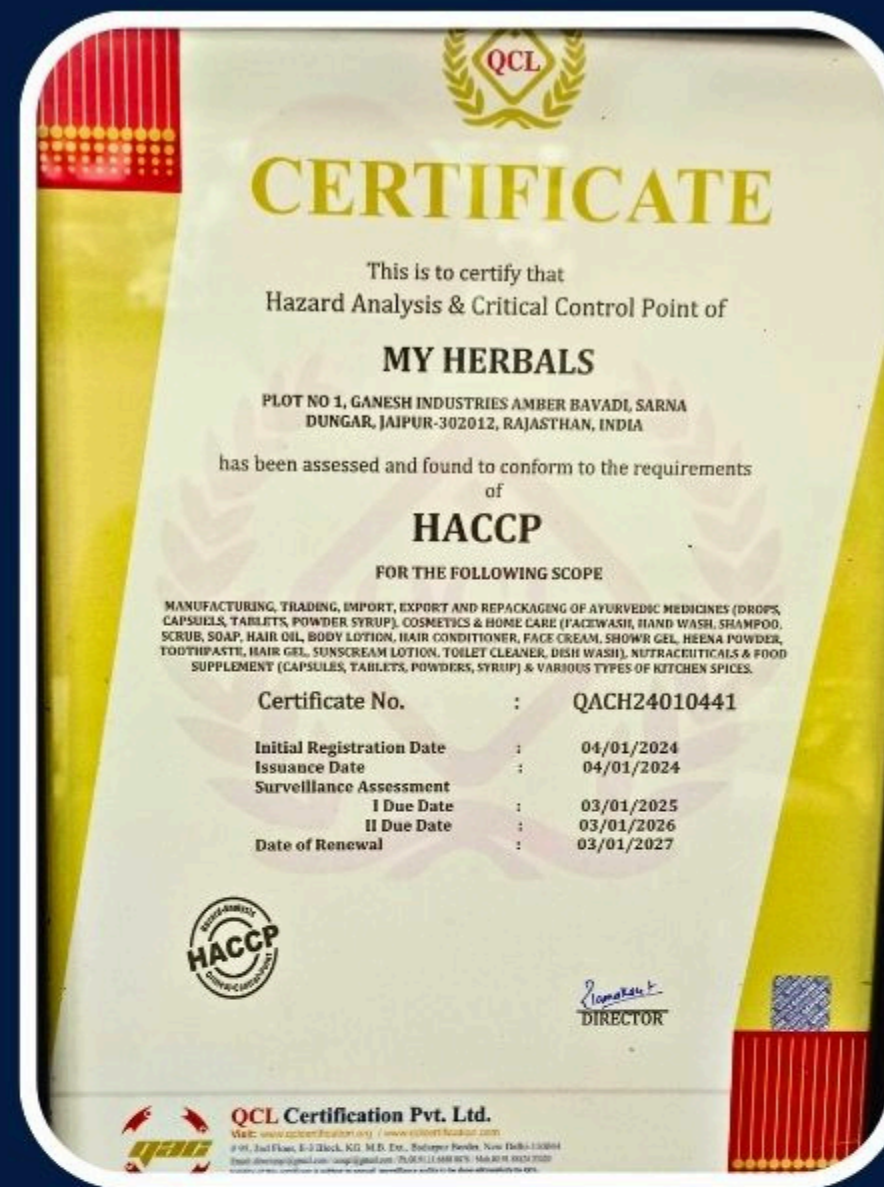 QCL
CERTIFICATE
This is to certify that
Hazard Analysis & Critical Control Point of
MY HERBALS
PLOT NO 1, GANESH INDUSTRIES AMBER BAVADI, SARNA
DUNGAR, JAIPUR-302012, RAJASTHAN, INDIA
has been assessed and found to conform to the requirements
of
HACCP
FOR THE FOLLOWING SCOPE
MANUFACTURING, TRADING, IMPORT, EXPORT AND REPACKAGING OF AYURVEDIC MEDICINES (DROPS,
CAPSUELS, TABLETS, POWDER SYRUP), COSMETICS & HOME CARE (FACEWASH, HAND WASH, SHAMPOO,
SCRUB, SOAP, HAIR OIL, BODY LOTION, HAIR CONDITIONER, FACE CREAM, SHOWR GEL, HEENA POWDER,
TOOTHPASTE, HAIR GEL, SUNSCREAM LOTION, TOILET CLEANER, DISH WASH), NUTRACEUTICALS & FOOD
SUPPLEMENT (CAPSULES, TABLETS, POWDERS, SYRUP) & VARIOUS TYPES OF KITCHEN SPICES.
Certificate No. : QACH24010441
Initial Registration Date : 04/01/2024
Issuance Date : 04/01/2024
Surveillance Assessment
I Due Date : 03/01/2025
II Due Date : 03/01/2026
Date of Renewal : 03/01/2027
Hazard-Analysis
HACCP
Critical-Control-Point
DIRECTOR
qac
QCL Certification Pvt. Ltd.
Visit: